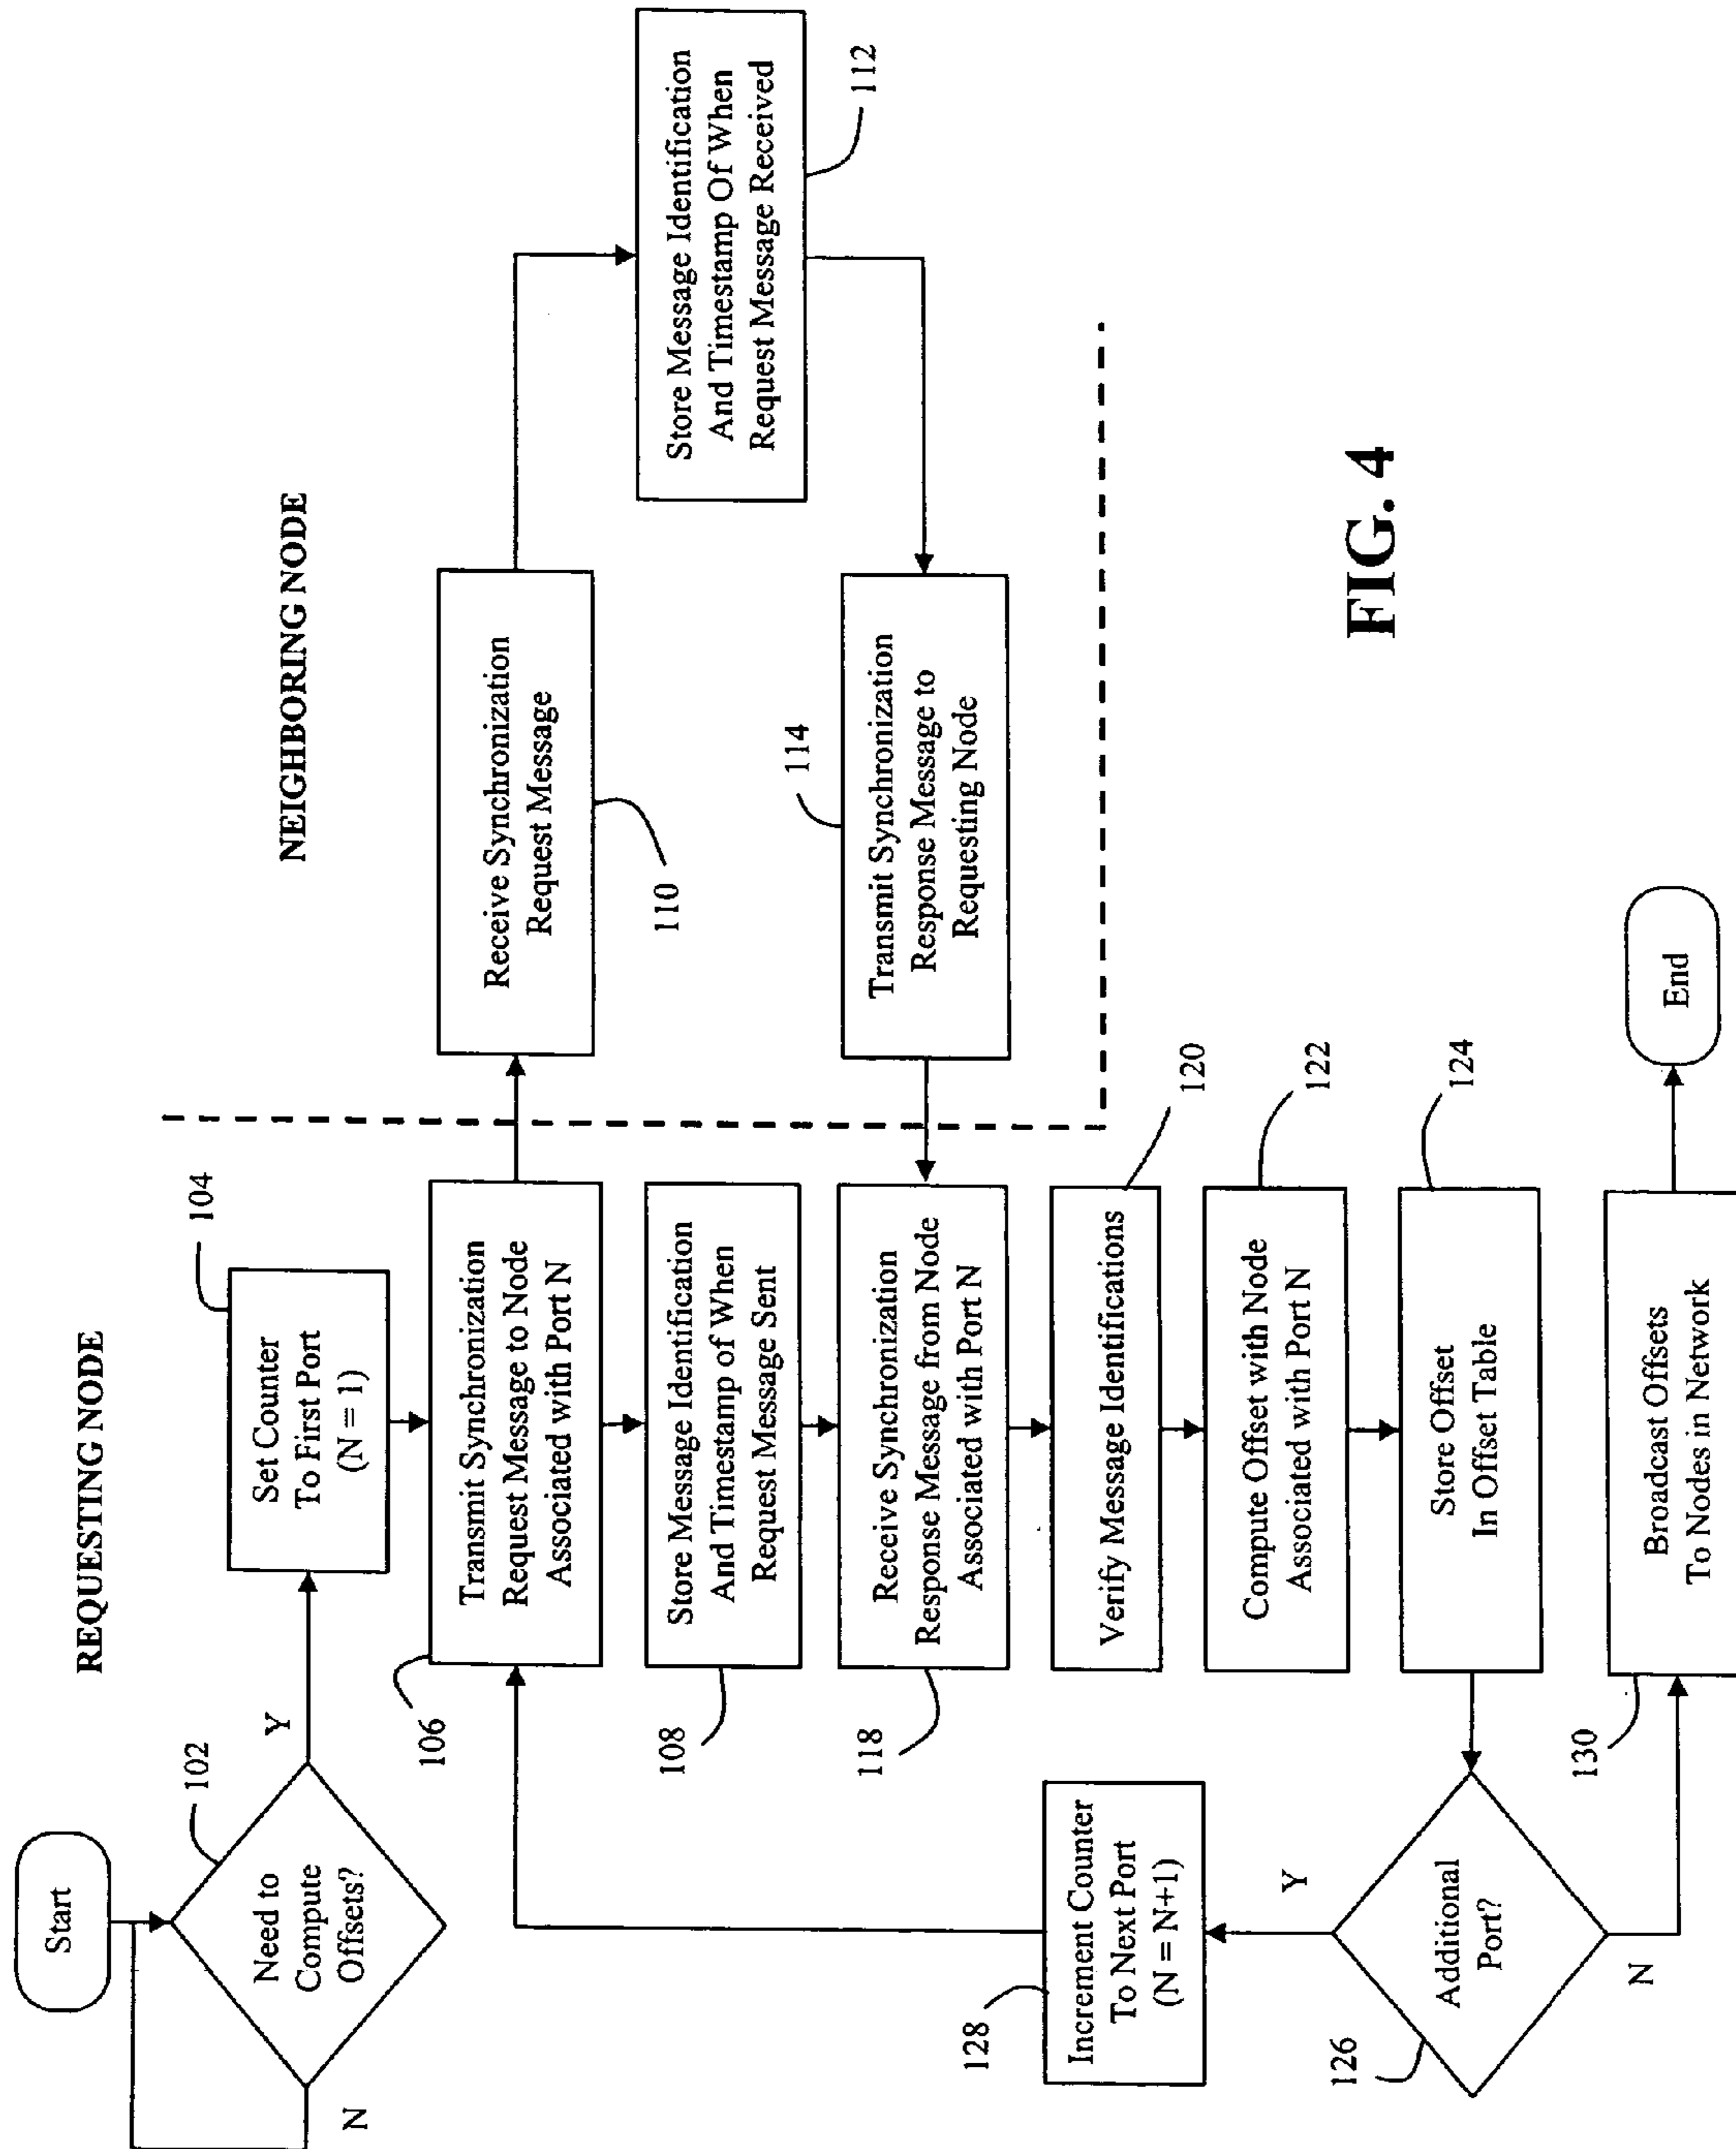 REQUESTING NODE
NEIGHBORING NODE
Start
102
Need to
Compute
Offsets?
Y
N
104
Set Counter
To First Port
(N = 1)
106
Transmit Synchronization
Request Message to Node
Associated with Port N
Receive Synchronization
Request Message
110
Store Message Identification
And Timestamp Of When
Request Message Received
112
108
Store Message Identification
And Timestamp of When
Request Message Sent
114
Transmit Synchronization
Response Message to
Requesting Node
118
Receive Synchronization
Response Message from Node
Associated with Port N
120
Verify Message Identifications
122
Compute Offset with Node
Associated with Port N
124
Store Offset
In Offset Table
128
Increment Counter
To Next Port
(N = N+1)
Y
126
Additional
Port?
N
130
Broadcast Offsets
To Nodes in Network
End
FIG. 4